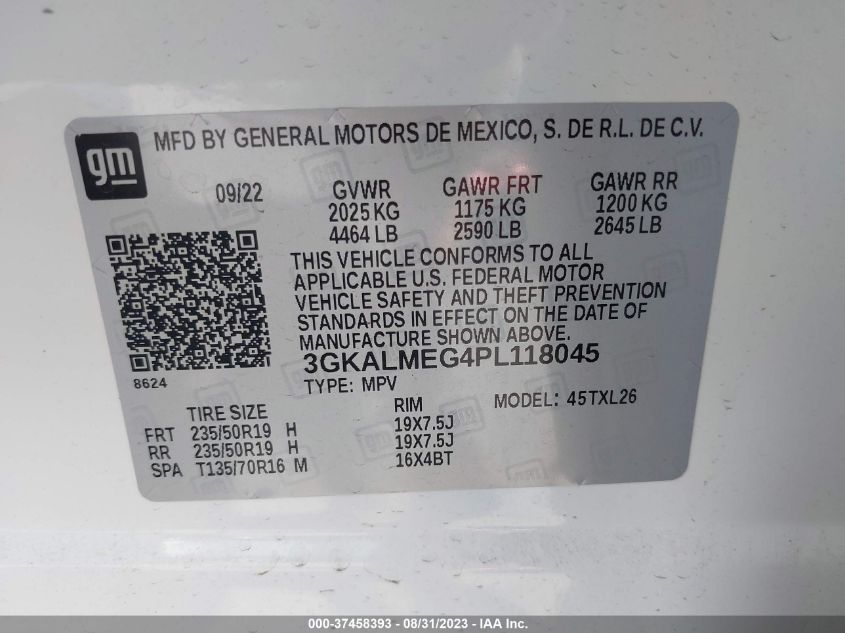 gm
MFD BY GENERAL MOTORS DE MEXICO, S. DE R.L. DE C.V.
09/22 GVWR GAWR FRT GAWR RR
2025 KG 1175 KG 1200 KG
4464 LB 2590 LB 2645 LB
THIS VEHICLE CONFORMS TO ALL
APPLICABLE U.S. FEDERAL MOTOR
VEHICLE SAFETY AND THEFT PREVENTION
STANDARDS IN EFFECT ON THE DATE OF
MANUFACTURE SHOWN ABOVE.
8624
3GKALMEG4PL118045
TYPE: MPV MODEL: 45TXL26
TIRE SIZE RIM
FRT 235/50R19 H 19X7.5J
RR 235/50R19 H 19X7.5J
SPA T135/70R16 M 16X4BT
000-37458393 - 08/31/2023 - IAA Inc.